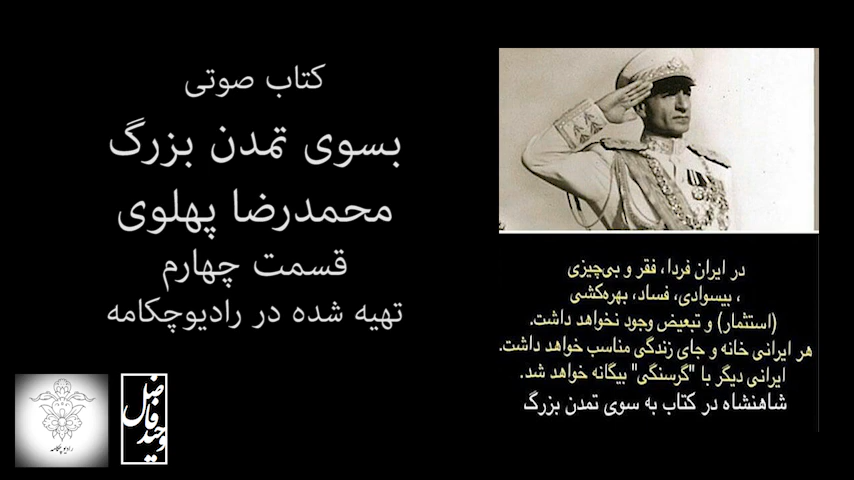 کتاب صوتی
بسوی تمدن بزرگ
محمدرضا پهلوی
قسمت چهارم
تهیه شده در رادیوچکامه
در ایران فردا، فقر و بی‌چیزی
، بیسوادی، فساد، بهره‌کشی
(استثمار) و تبعیض وجود نخواهد داشت.
هر ایرانی خانه و جای زندگی مناسب خواهد داشت.
ایرانی دیگر با "گرسنگی" بیگانه خواهد شد.
شاهنشاه در کتاب به سوی تمدن بزرگ
رادیو چکامه
وحید فاضل